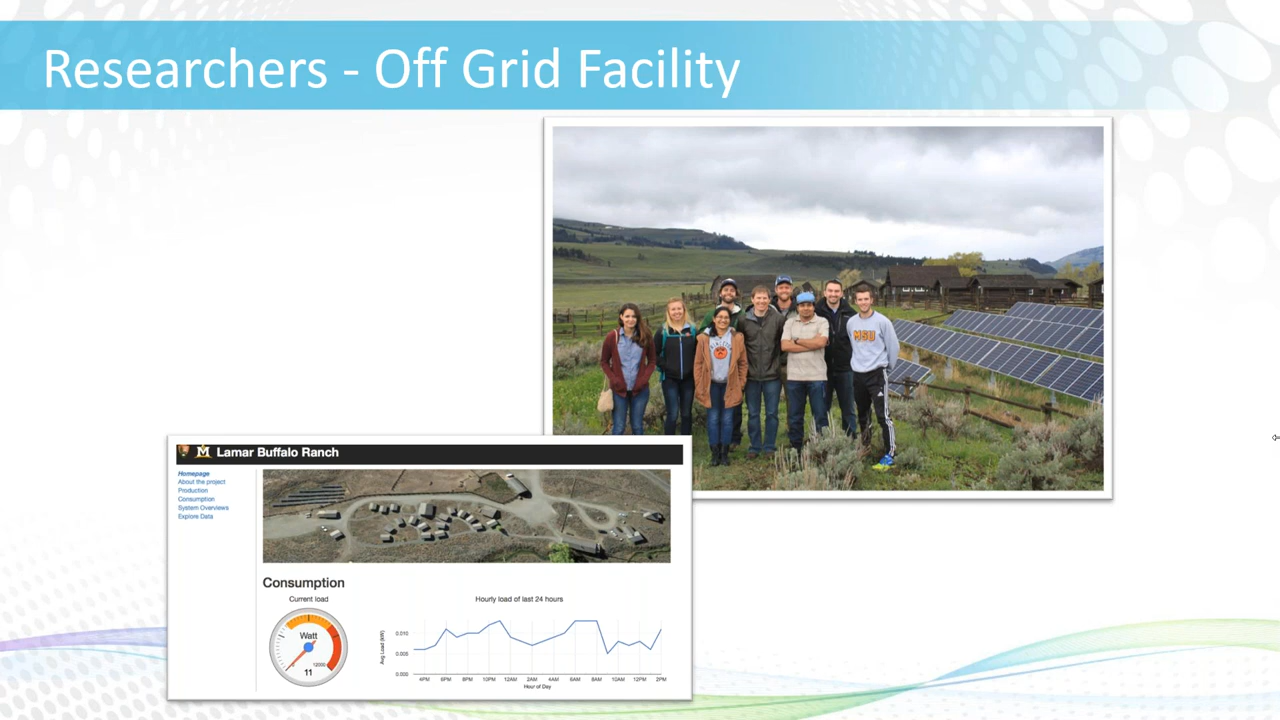 Researchers - Off Grid Facility
MSU
Lamar Buffalo Ranch
Homepage
About the project
Production
Consumption
System Overviews
Explore Data
Consumption
Current load
Watt
12000
11
Hourly load of last 24 hours
Avg Load (kW)
0.010
0.005
0.000
4PM 6PM 8PM 10PM 12AM 2AM 4AM 6AM 8AM 10AM 12PM 2PM
Hour of Day